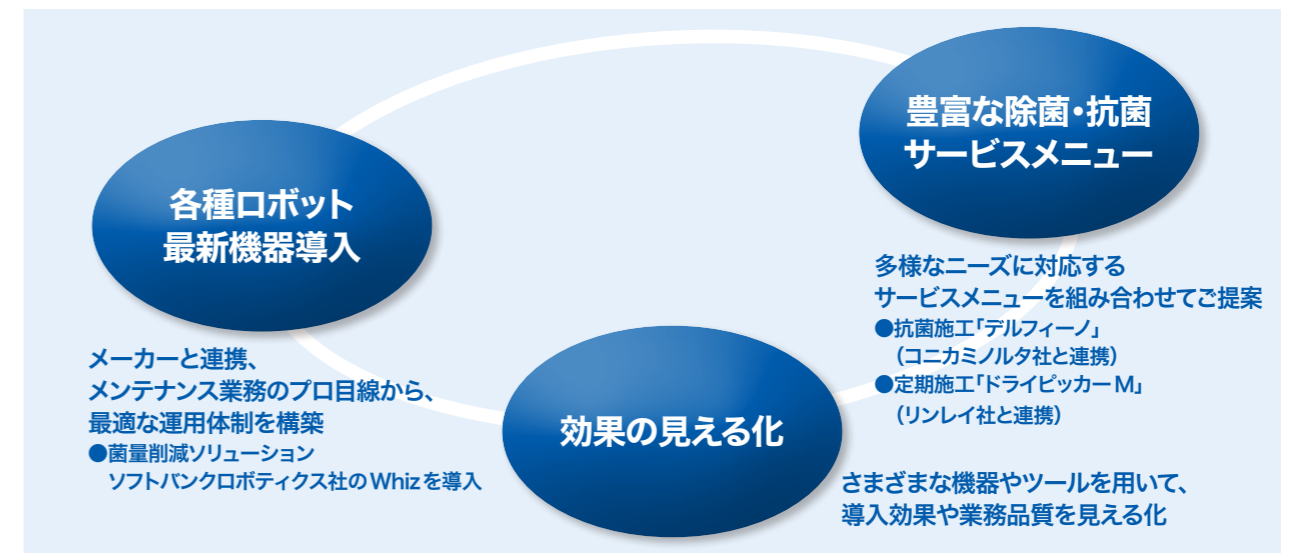 各種ロボット
最新機器導入
メーカーと連携、
メンテナンス業務のプロ目線から、
最適な運用体制を構築
●菌量削減ソリューション
ソフトバンクロボティクス社のWhizを導入
効果の見える化
さまざまな機器やツールを用いて、
導入効果や業務品質を見える化
豊富な除菌・抗菌
サービスメニュー
多様なニーズに対応する
サービスメニューを組み合わせてご提案
●抗菌施工「デルフィーノ」
（コニカミノルタ社と連携）
●定期施工「ドライピッカーM」
（リンレイ社と連携）